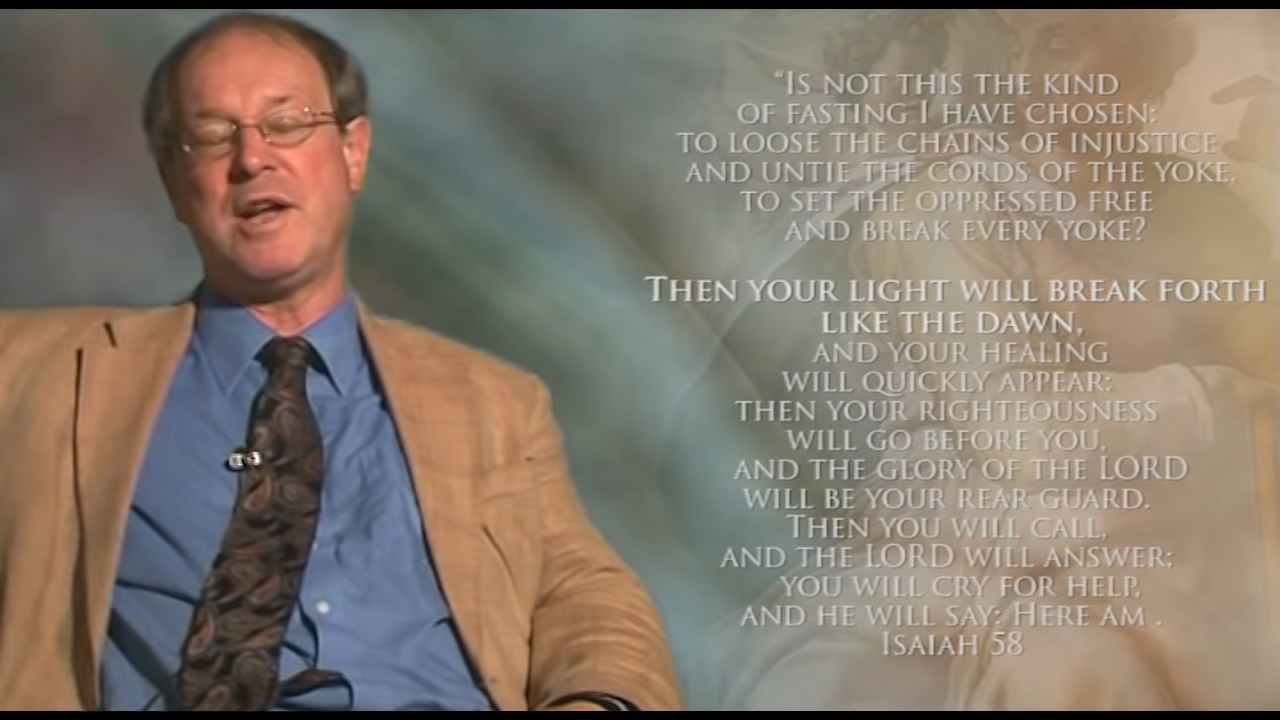 “Is not this the kind
of fasting I have chosen:
to loose the chains of injustice
and untie the cords of the yoke,
to set the oppressed free
and break every yoke?
Then your light will break forth
like the dawn,
and your healing
will quickly appear;
then your righteousness
will go before you,
and the glory of the LORD
will be your rear guard.
Then you will call,
and the LORD will answer;
you will cry for help,
and he will say: Here am .
Isaiah 58